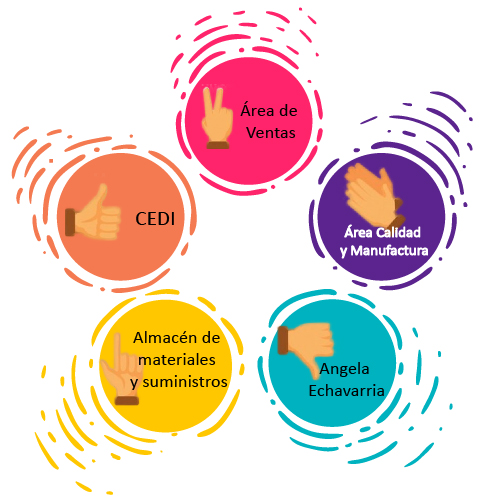 Área de
Ventas
CEDI
Área Calidad
y Manufactura
Almacén de
materiales
y suministros
Angela
Echavarria